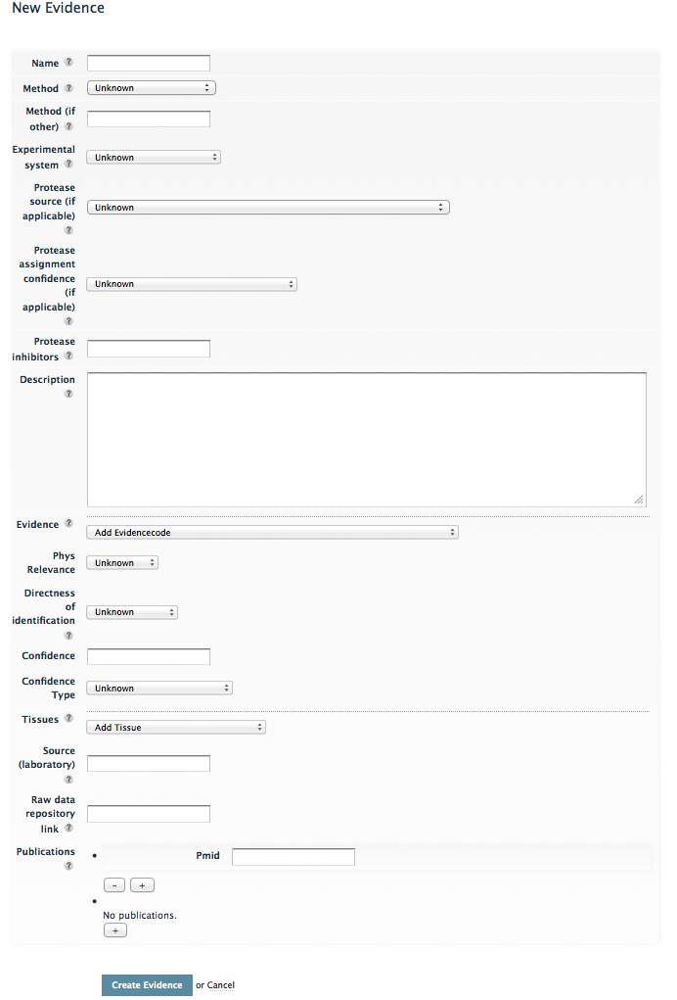 New Evidence
Name ?
Method ? Unknown
Method (if
other) ?
Experimental
system ? Unknown
Protease
source (if
applicable)
? Unknown
Protease
assignment
confidence
(if
applicable)
? Unknown
Protease
inhibitors ?
Description
?
Evidence ? Add Evidencecode
Phys
Relevance Unknown
Directness
of
identification
? Unknown
Confidence
Confidence
Type Unknown
Tissues ? Add Tissue
Source
(laboratory)
?
Raw data
repository
link ?
Publications
? • Pmid
- +
•
No publications.
+
Create Evidence or Cancel